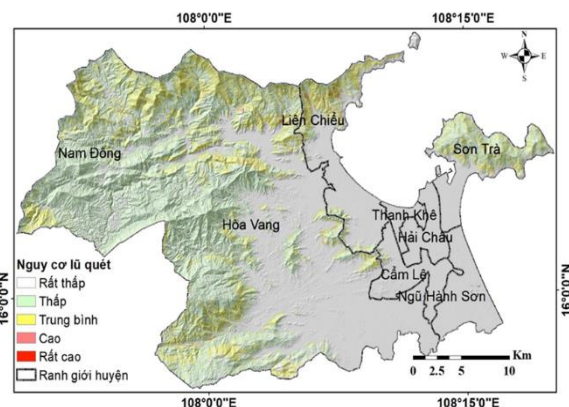 108°0'0"E
108°15'0"E
N
W
E
S
Liên Chiểu
Sơn Trà
Nam Đông
Thanh Khê
Hòa Vang
Hải Châu
Cẩm Lệ
Ngũ Hành Sơn
16°0'0"N
16°0'0"N
Nguy cơ lũ quét
Rất thấp
Thấp
Trung bình
Cao
Rất cao
Ranh giới huyện
Km
0 2.5 5 10
108°0'0"E
108°15'0"E